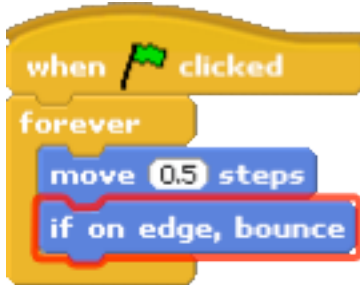 when clicked
forever
move 0.5 steps
if on edge, bounce